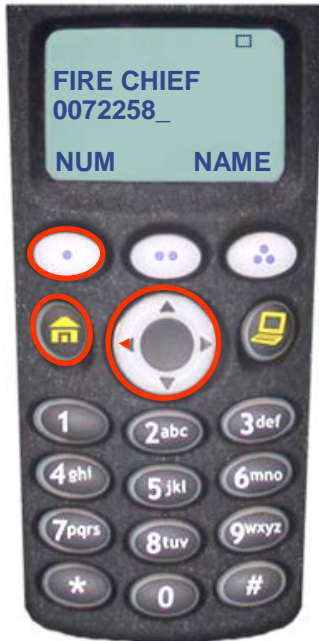 FIRE CHIEF
0072258_
NUM NAME
1 2abc 3def
4ghi 5jkl 6mno
7pqrs 8tuv 9wxyz
* 0 #